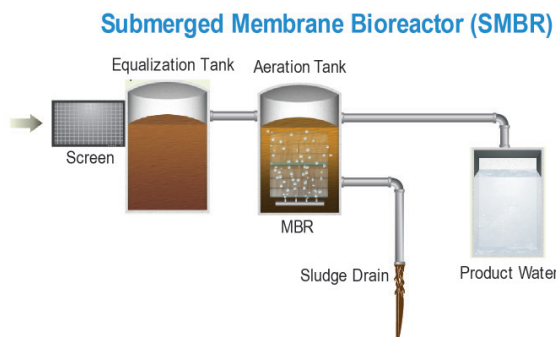 Submerged Membrane Bioreactor (SMBR)
Equalization Tank
Aeration Tank
Screen
MBR
Sludge Drain
Product Water